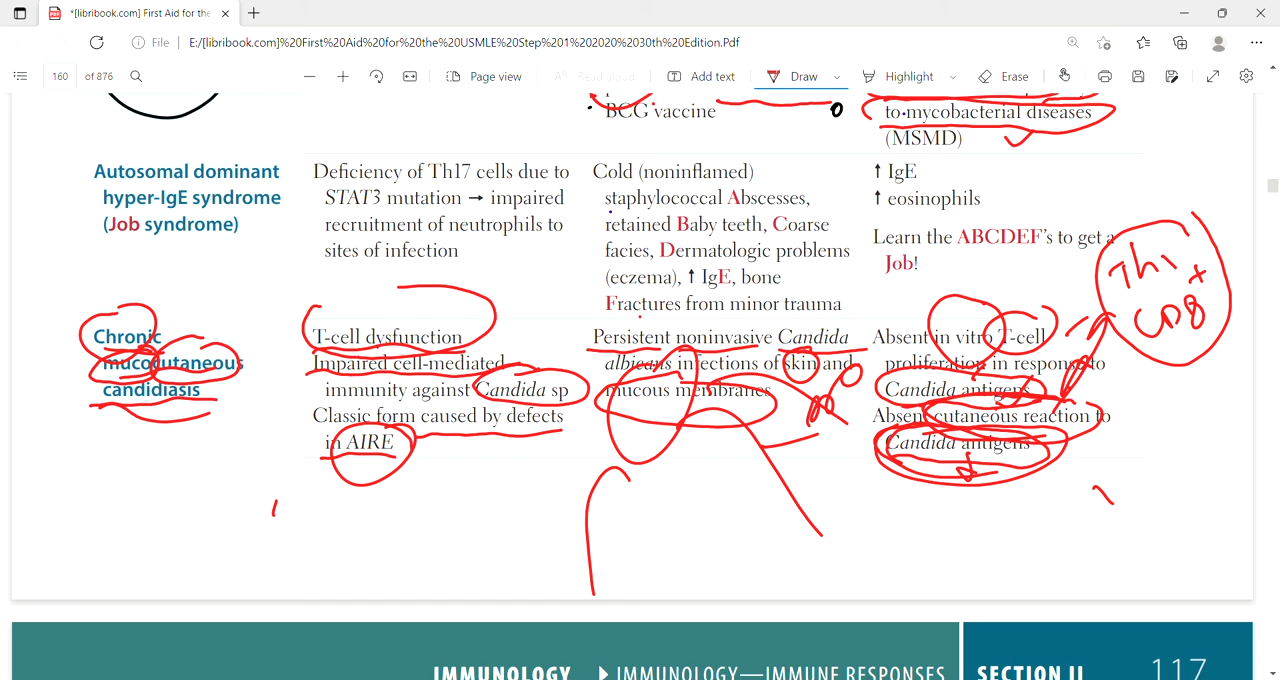 *[libribook.com] First Aid for the
File
E:/[libribook.com]%20First%20Aid%20for%20the%20USMLE%20Step%201%202020%2030th%20Edition.Pdf
160 of 876
Page view
Read aloud
Add text
Draw
Highlight
Erase
BCG vaccine
to mycobacterial diseases
(MSMD)
Autosomal dominant
hyper-IgE syndrome
(Job syndrome)
Deficiency of Th17 cells due to
STAT3 mutation → impaired
recruitment of neutrophils to
sites of infection
Cold (noninflamed)
staphylococcal Abscesses,
retained Baby teeth, Coarse
facies, Dermatologic problems
(eczema), ↑ IgE, bone
Fractures from minor trauma
↑ IgE
↑ eosinophils
Learn the ABCDEF's to get a
Job!
Th1
+
CD8
Chronic
mucocutaneous
candidiasis
T-cell dysfunction
Impaired cell-mediated
immunity against Candida sp
Classic form caused by defects
in AIRE
Persistent noninvasive Candida
albicans infections of skin and
mucous membranes
Absent in vitro T-cell
proliferation in response to
Candida antigens
Absent cutaneous reaction to
Candida antigens
IMMUNOLOGY ▶ IMMUNOLOGY—IMMUNE RESPONSES
SECTION II
117